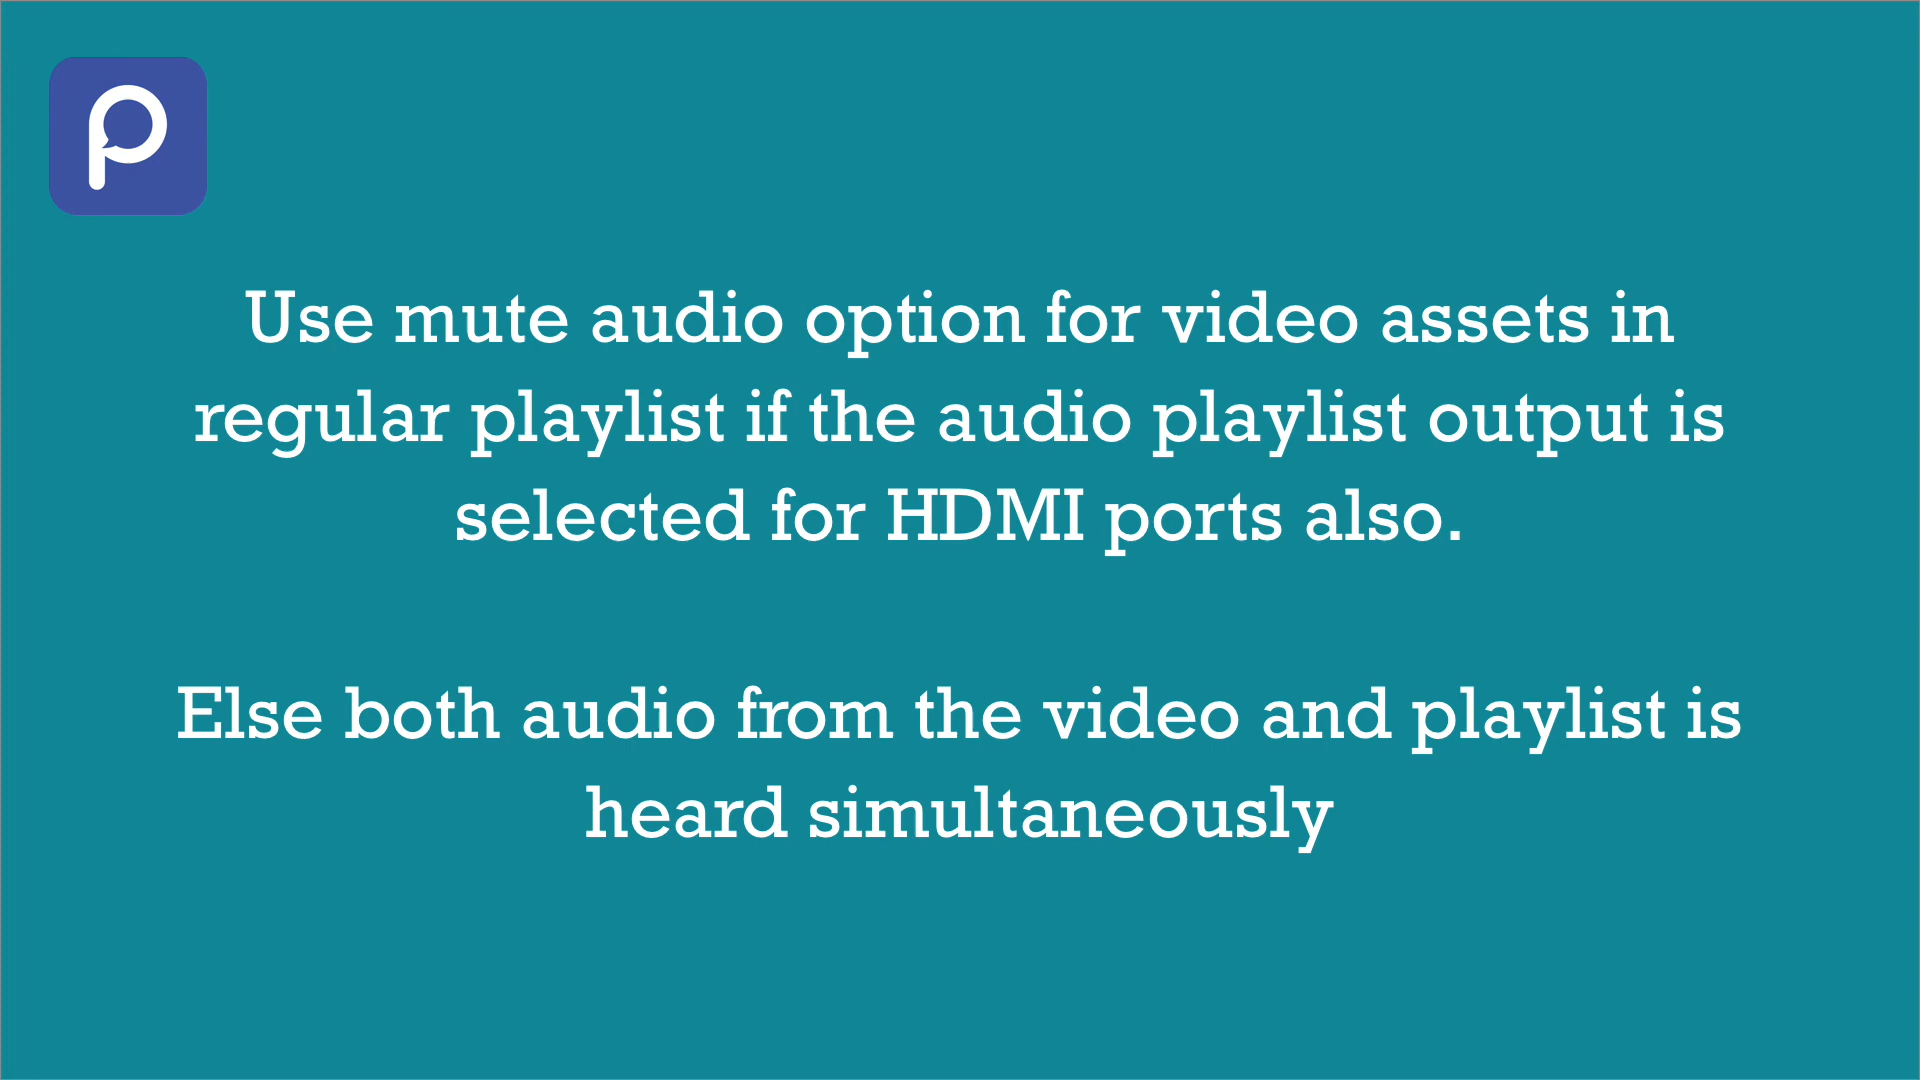 Use mute audio option for video assets in
regular playlist if the audio playlist output is
selected for HDMI ports also.
Else both audio from the video and playlist is
heard simultaneously